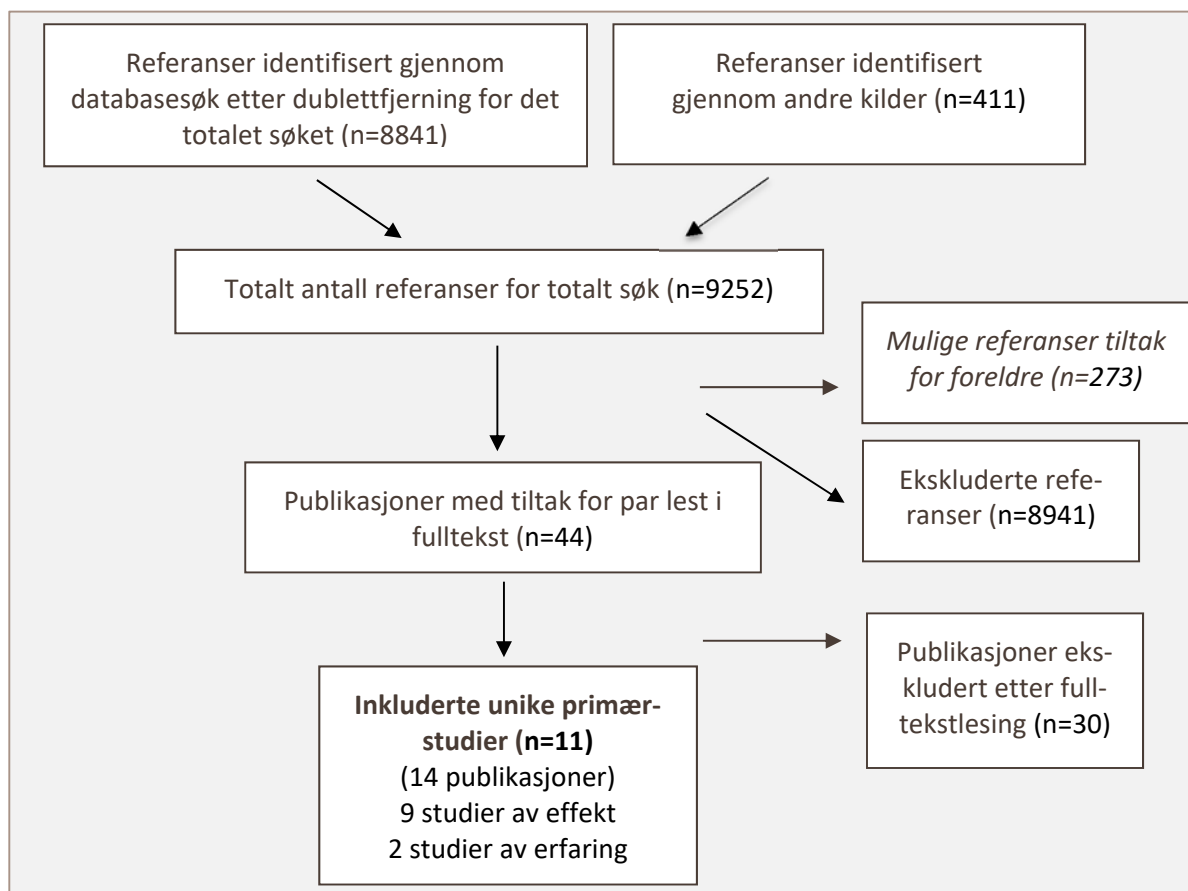 Referanser identifisert gjennom
databasesøk etter dublettfjerning for det
totalet søket (n=8841)
Referanser identifisert
gjennom andre kilder (n=411)
Totalt antall referanser for totalt søk (n=9252)
Mulige referanser tiltak
for foreldre (n=273)
Ekskluderte refe-
ranser (n=8941)
Publikasjoner med tiltak for par lest i
fulltekst (n=44)
Publikasjoner eks-
kludert etter full-
tekstlesing (n=30)
Inkluderte unike primær-
studier (n=11)
(14 publikasjoner)
9 studier av effekt
2 studier av erfaring